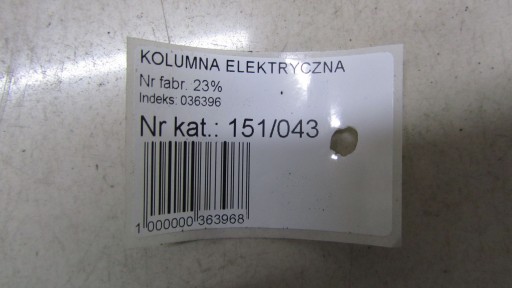 KOLUMNA ELEKTRYCZNA
Nr fabr. 23%
Indeks: 036396
Nr kat.: 151/043
1 000000 363968